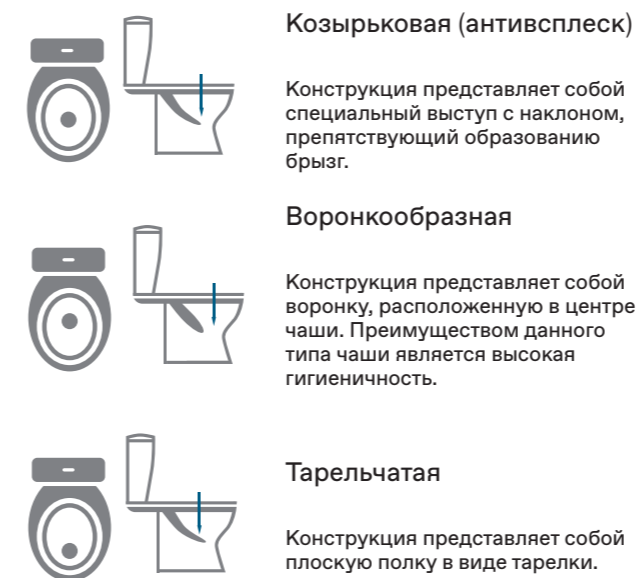 Козырьковая (антивсплеск)
Конструкция представляет собой
специальный выступ с наклоном,
препятствующий образованию
брызг.
Воронкообразная
Конструкция представляет собой
воронку, расположенную в центре
чаши. Преимуществом данного
типа чаши является высокая
гигиеничность.
Тарельчатая
Конструкция представляет собой
плоскую полку в виде тарелки.